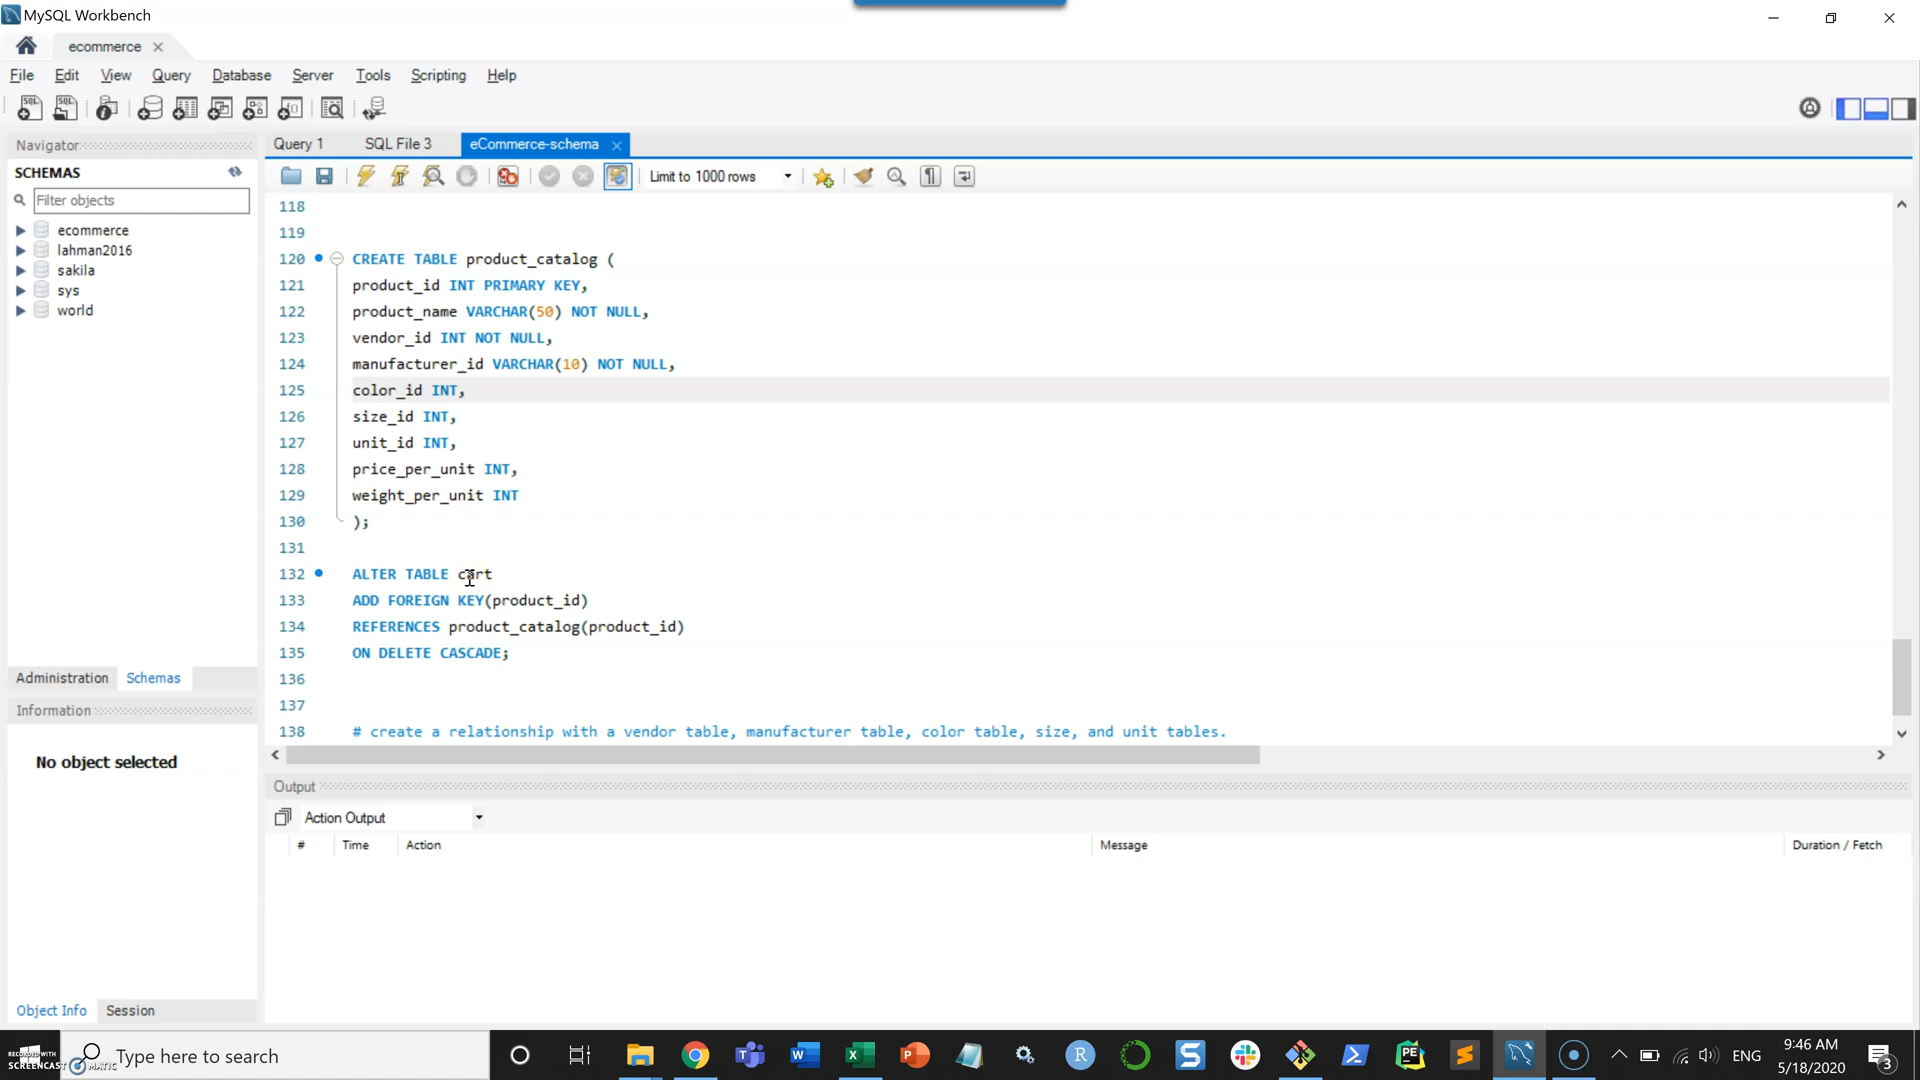 MySQL Workbench
ecommerce
File Edit View Query Database Server Tools Scripting Help
Navigator
SCHEMAS
Filter objects
ecommerce
lahman2016
sakila
sys
world
Administration Schemas
Information
No object selected
Object Info Session
Query 1 SQL File 3 eCommerce-schema
Limit to 1000 rows
118
119
120 CREATE TABLE product_catalog (
121 product_id INT PRIMARY KEY,
122 product_name VARCHAR(50) NOT NULL,
123 vendor_id INT NOT NULL,
124 manufacturer_id VARCHAR(10) NOT NULL,
125 color_id INT,
126 size_id INT,
127 unit_id INT,
128 price_per_unit INT,
129 weight_per_unit INT
130 );
131
132 ALTER TABLE cart
133 ADD FOREIGN KEY(product_id)
134 REFERENCES product_catalog(product_id)
135 ON DELETE CASCADE;
136
137
138 # create a relationship with a vendor table, manufacturer table, color table, size, and unit tables.
Output
Action Output
# Time Action Message Duration / Fetch
RECORDED WITH
SCREENCAST MATIC
Type here to search
ENG
9:46 AM
5/18/2020
3